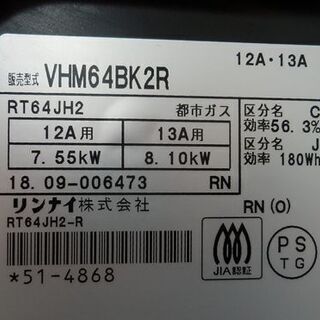 12A・13A
販売型式 VHM64BK2R
RT64JH2 都市ガス
12A用 13A用
7.55kW 8.10kW
区分名 C
効率56.3%
区分名 J
効率 180Wh
18.09-006473 RN
リンナイ株式会社 RN(O)
RT64JH2-R
*51-4868
JIA認証
PS
TG